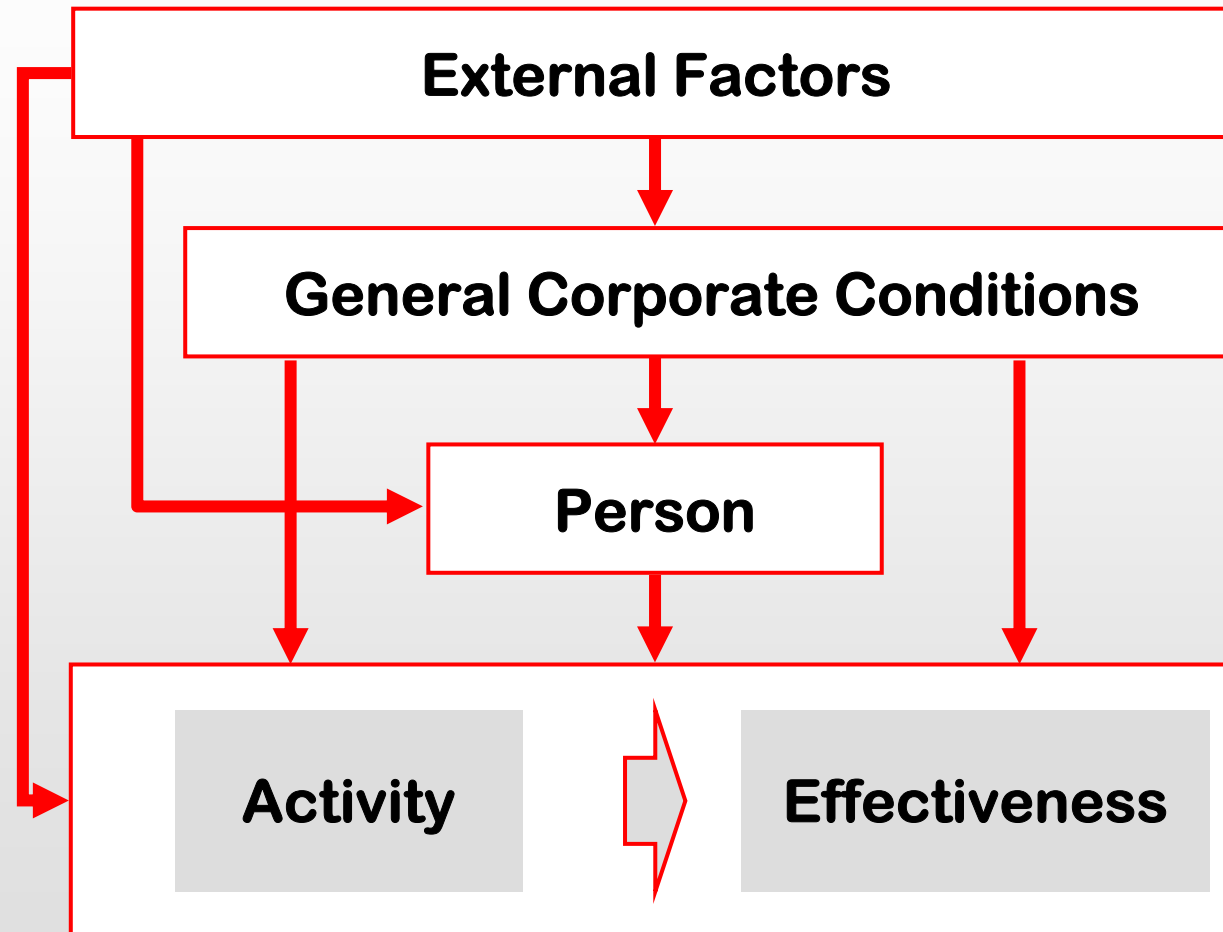 External Factors
General Corporate Conditions
Person
Activity
Effectiveness